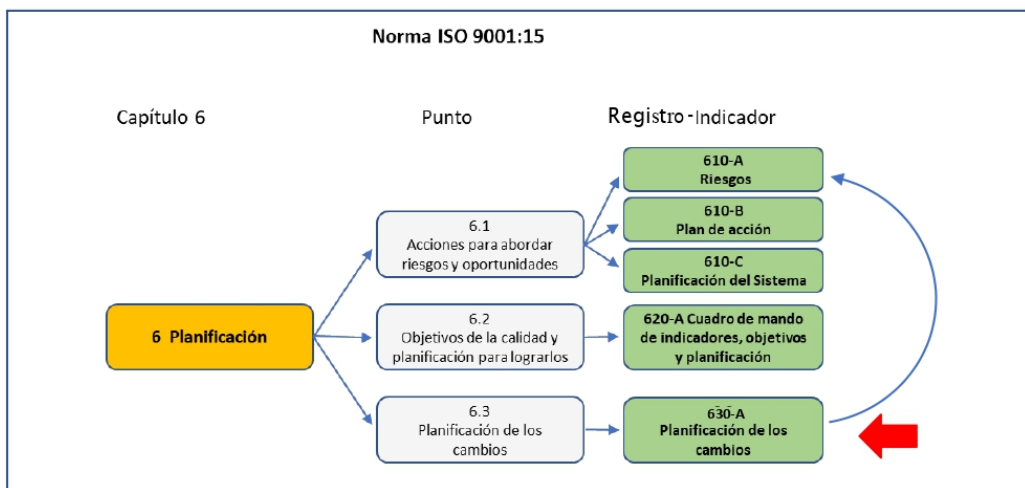 Norma ISO 9001:15
Capítulo 6
Punto
Registro-Indicador
6 Planificación
6.1
Acciones para abordar
riesgos y oportunidades
6.2
Objetivos de la calidad y
planificación para lograrlos
6.3
Planificación de los
cambios
610-A
Riesgos
610-B
Plan de acción
610-C
Planificación del Sistema
620-A Cuadro de mando
de indicadores, objetivos
y planificación
630-A
Planificación de los
cambios